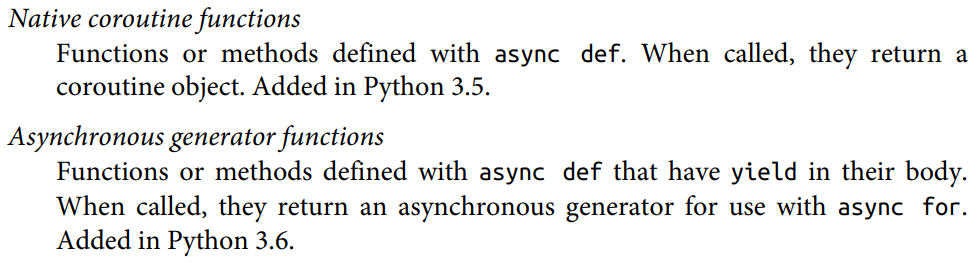 Native coroutine functions
Functions or methods defined with async def. When called, they return a
coroutine object. Added in Python 3.5.
Asynchronous generator functions
Functions or methods defined with async def that have yield in their body.
When called, they return an asynchronous generator for use with async for.
Added in Python 3.6.